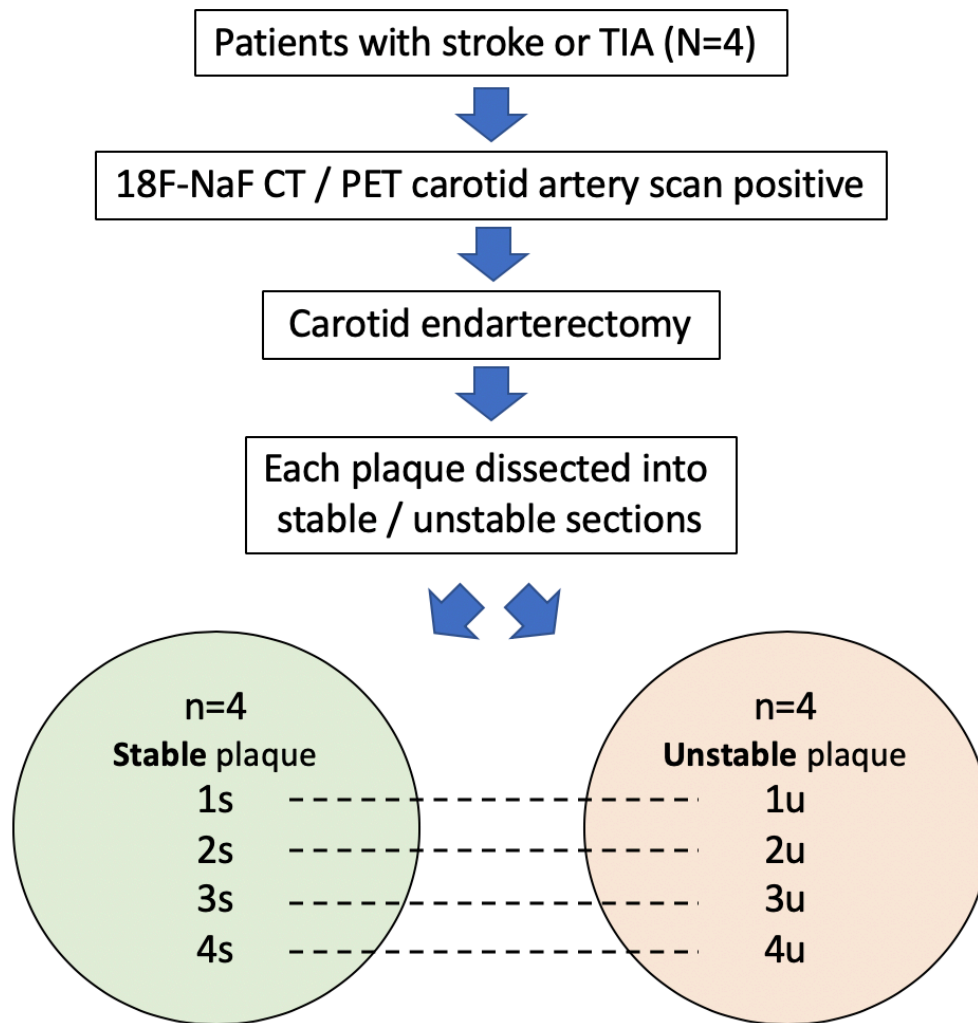 Patients with stroke or TIA (N=4)
18F-NaF CT / PET carotid artery scan positive
Carotid endarterectomy
Each plaque dissected into
stable / unstable sections
n=4
Stable plaque
1s
2s
3s
4s
n=4
Unstable plaque
1u
2u
3u
4u